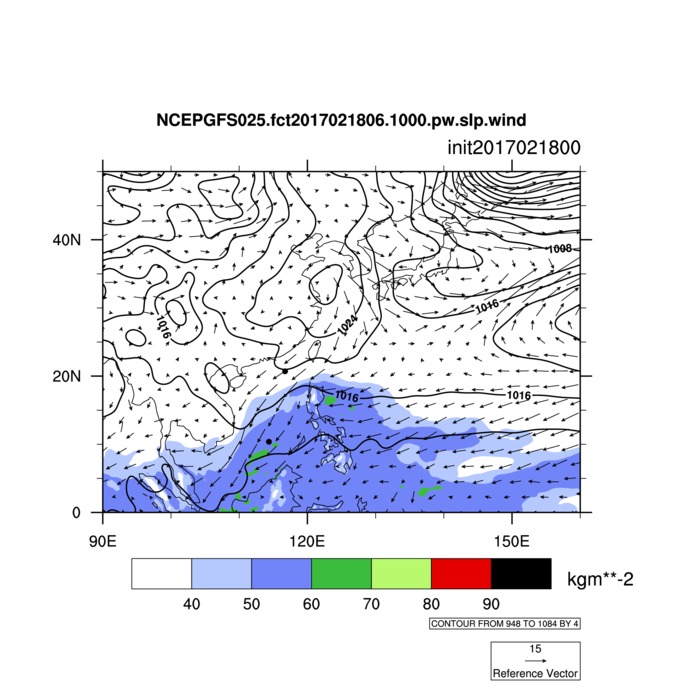 NCEPGFS025.fct2017021806.1000.pw.slp.wind
init2017021800
40N
1008
1016
1016
1024
20N
1016
1016
0
90E 120E 150E
kgm**-2
40 50 60 70 80 90
CONTOUR FROM 948 TO 1084 BY 4
15
Reference Vector